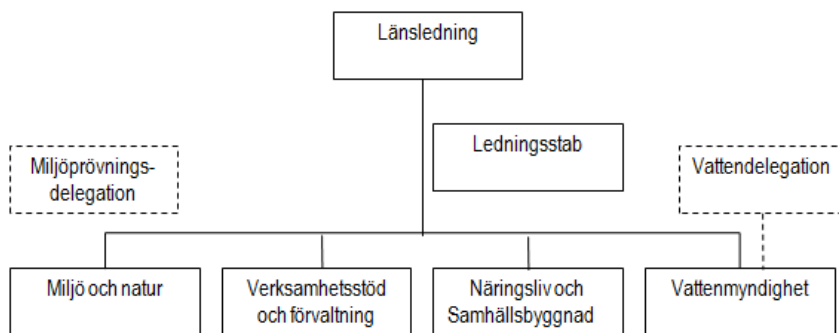 Länsledning
Ledningsstab
Miljöprövnings-
delegation
Vattendelegation
Miljö och natur
Verksamhetsstöd
och förvaltning
Näringsliv och
Samhällsbyggnad
Vattenmyndighet